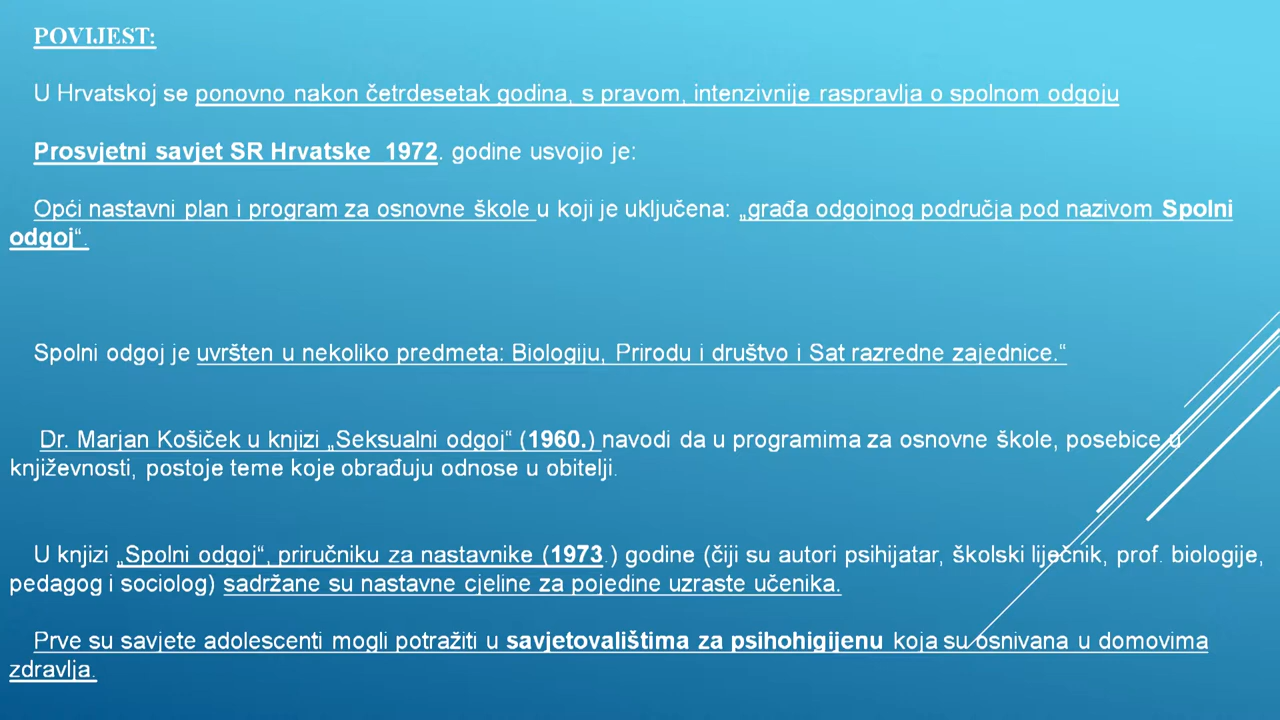 POVIJEST:
U Hrvatskoj se ponovno nakon četrdesetak godina, s pravom, intenzivnije raspravlja o spolnom odgoju
Prosvjetni savjet SR Hrvatske 1972. godine usvojio je:
Opći nastavni plan i program za osnovne škole u koji je uključena: „građa odgojnog područja pod nazivom Spolni
odgoj“.
Spolni odgoj je uvršten u nekoliko predmeta: Biologiju, Prirodu i društvo i Sat razredne zajednice.“
Dr. Marjan Košiček u knjizi „Seksualni odgoj“ (1960.) navodi da u programima za osnovne škole, posebice u
književnosti, postoje teme koje obrađuju odnose u obitelji.
U knjizi „Spolni odgoj“, priručniku za nastavnike (1973.) godine (čiji su autori psihijatar, školski liječnik, prof. biologije,
pedagog i sociolog) sadržane su nastavne cjeline za pojedine uzraste učenika.
Prve su savjete adolescenti mogli potražiti u savjetovalištima za psihohigijenu koja su osnivana u domovima
zdravlja.